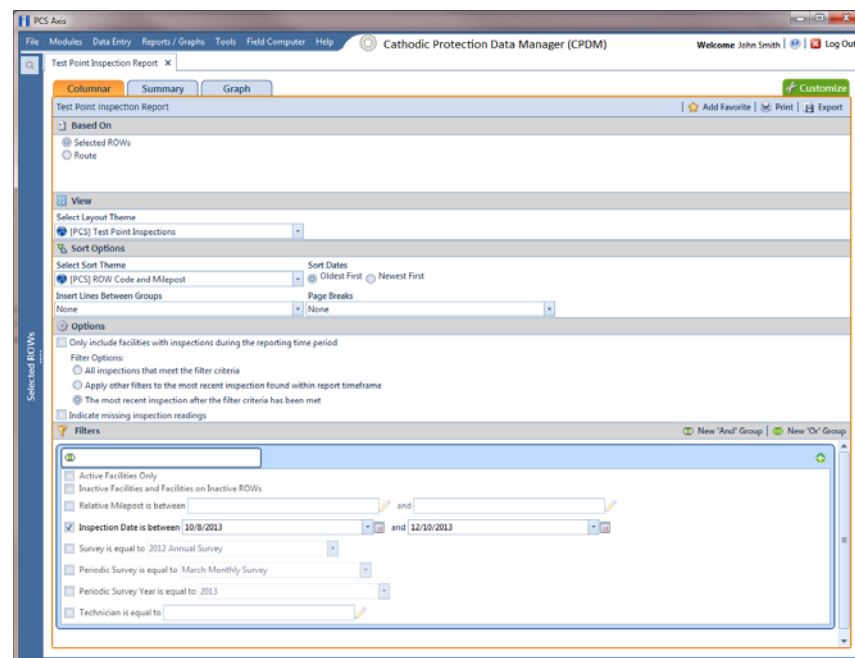 PCS Axis
File Modules Data Entry Reports / Graphs Tools Field Computer Help Cathodic Protection Data Manager (CPDM) Welcome John Smith | | Log Out
Test Point Inspection Report X
Columnar Summary Graph Customize
Test Point Inspection Report | Add Favorite | Print | Export
Based On
Selected ROWs
Route
View
Select Layout Theme
[PCS] Test Point Inspections
Sort Options
Select Sort Theme Sort Dates
[PCS] ROW Code and Milepost Oldest First Newest First
Insert Lines Between Groups Page Breaks
None None
Options
Only include facilities with inspections during the reporting time period
Filter Options:
All inspections that meet the filter criteria
Apply other filters to the most recent inspection found within report timeframe
The most recent inspection after the filter criteria has been met
Indicate missing inspection readings
Filters New 'And' Group | New 'Or' Group
Active Facilities Only
Inactive Facilities and Facilities on Inactive ROWs
Relative Milepost is between and
Inspection Date is between 10/8/2013 and 12/10/2013
Survey is equal to 2012 Annual Survey
Periodic Survey is equal to March Monthly Survey
Periodic Survey Year is equal to 2013
Technician is equal to
Selected ROWs